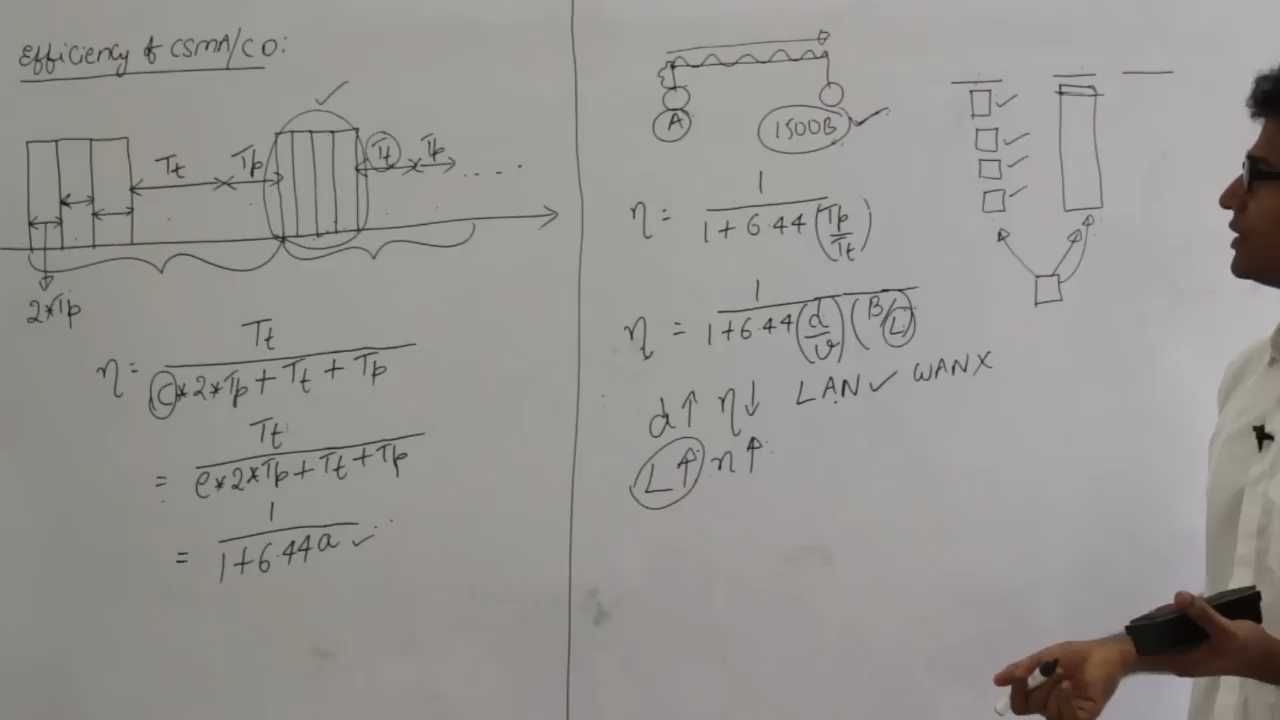 Efficiency of CSMA/CD:
Tt Tp Tt Tp ....
2*Tp
η = Tt / C*2*Tp + Tt + Tp
= Tt / e*2*Tp + Tt + Tp
= 1 / 1+6.44a ✓
A 1500B ✓
η = 1 / 1+6.44 (Tp/Tt)
η = 1 / 1+6.44 (d/v) (B/L)
d↑ η↓ LAN✓ WANX
L↑ η↑